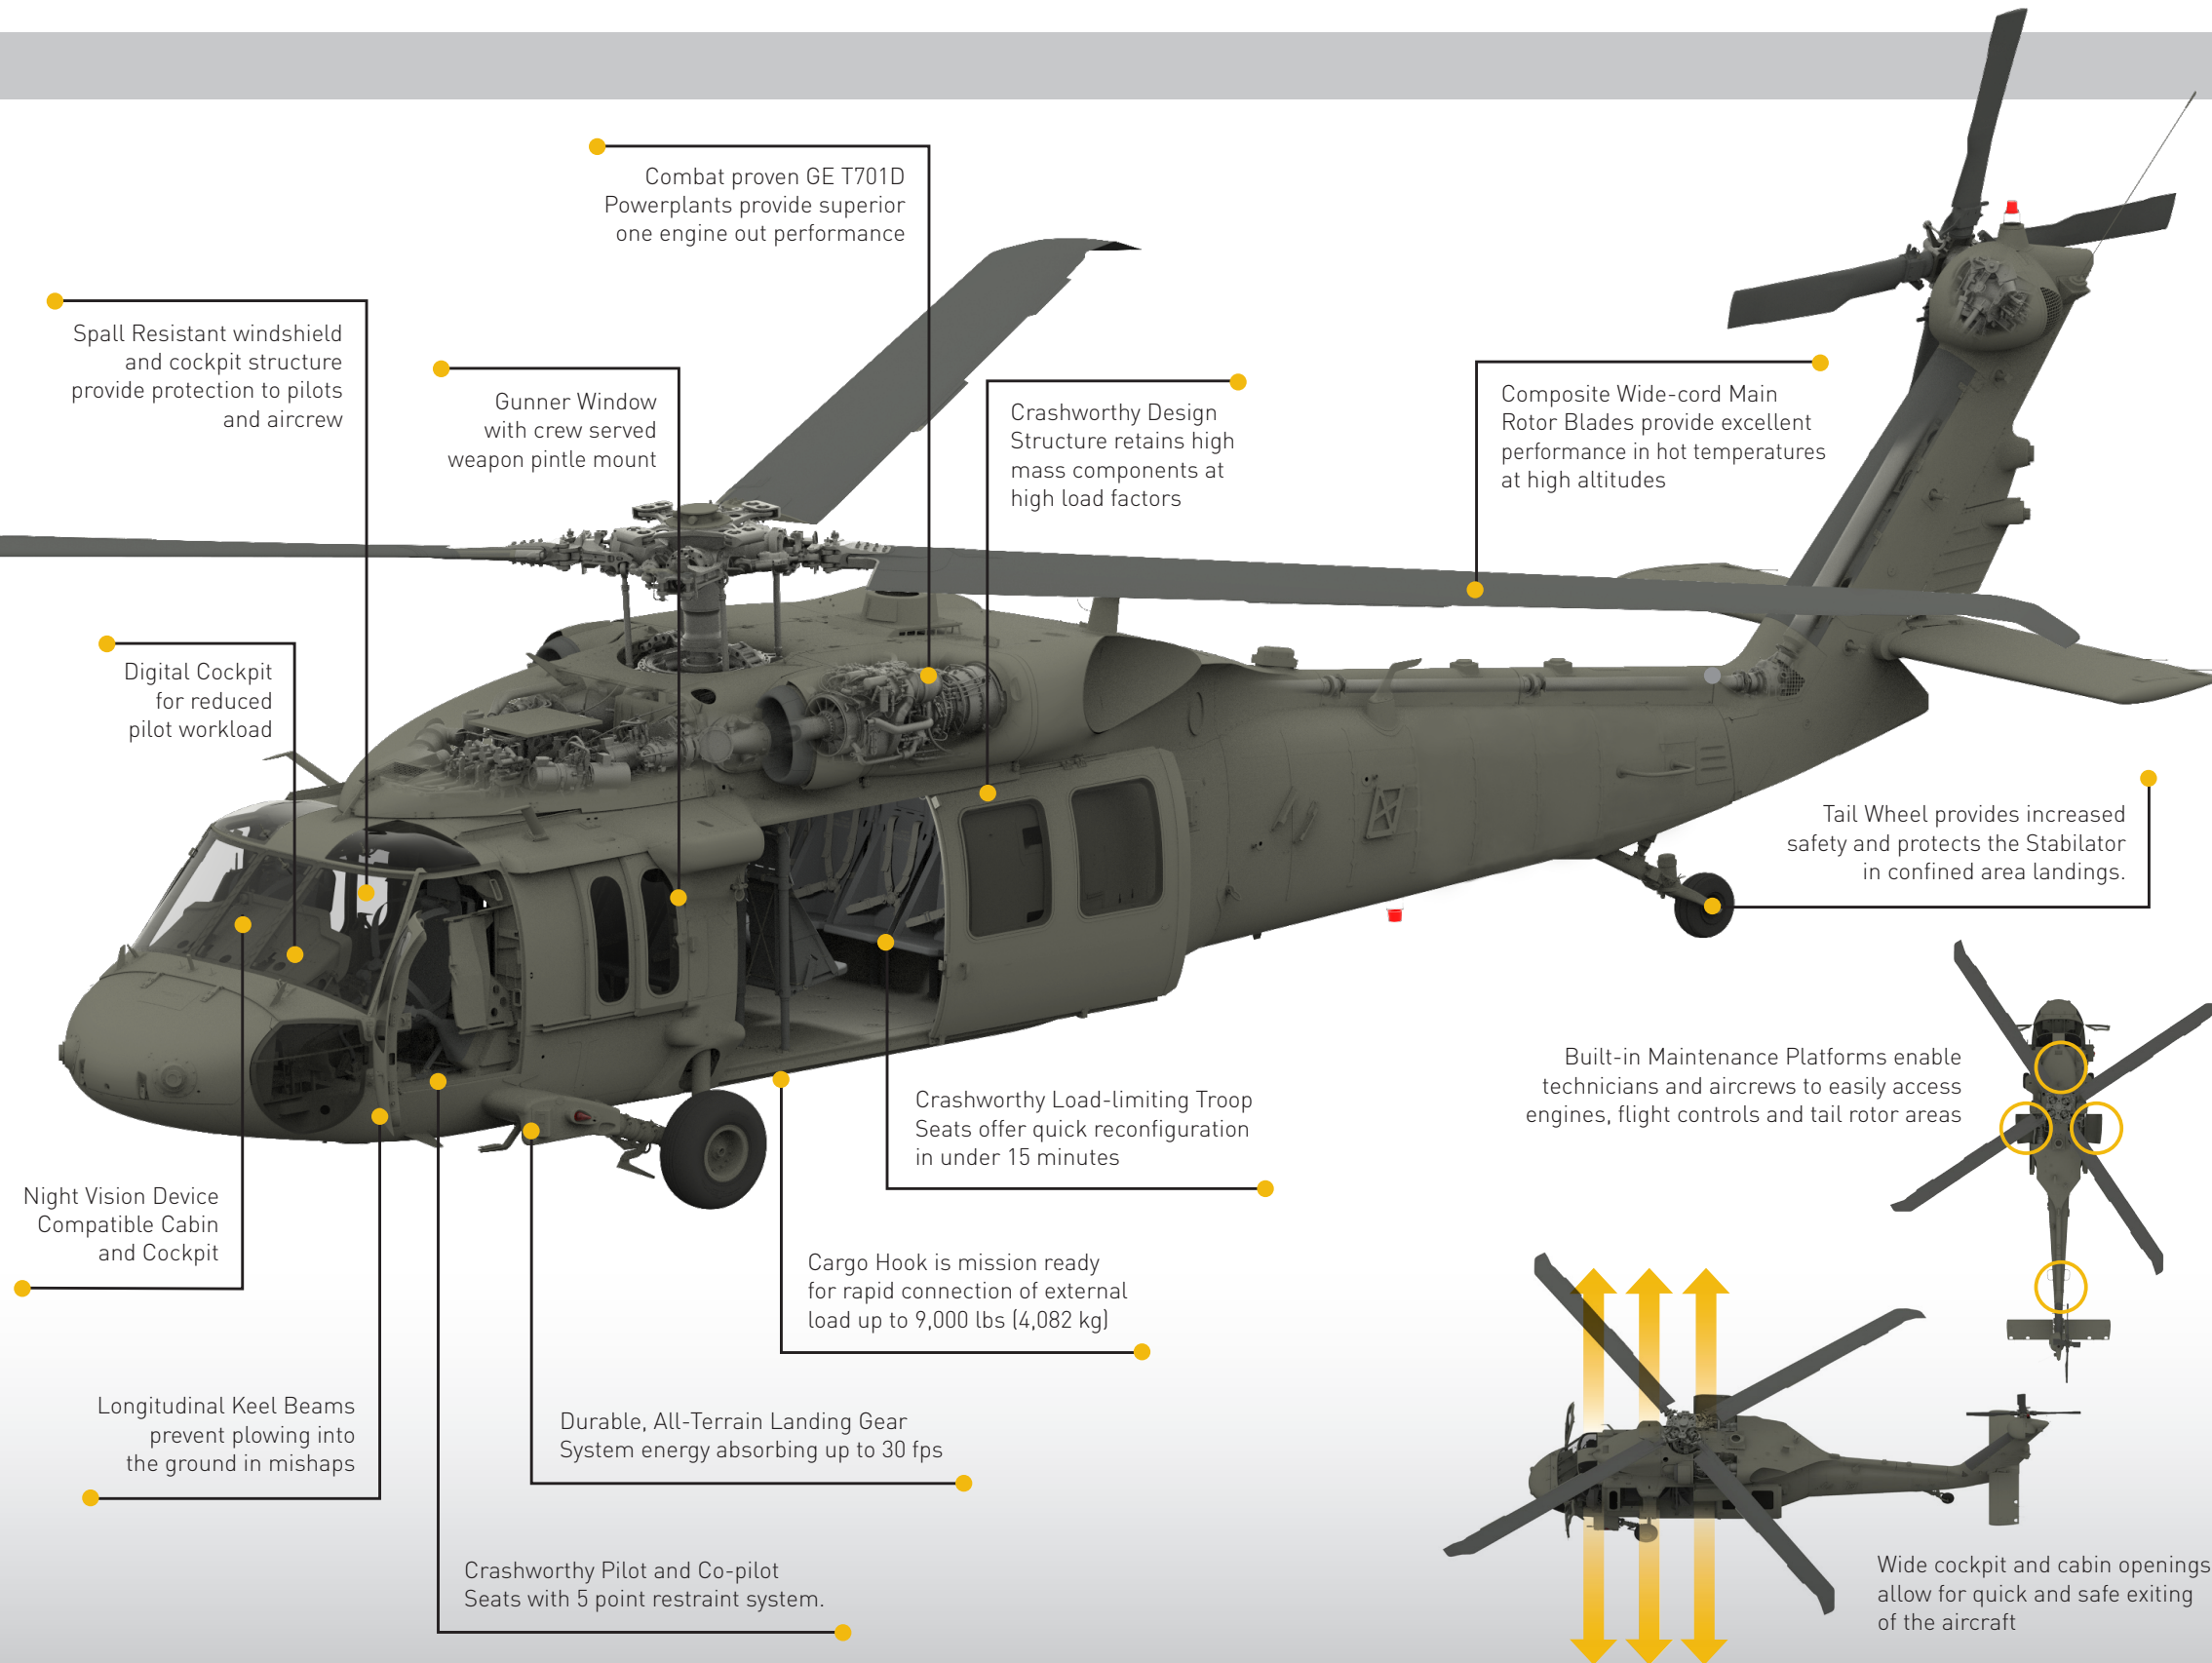 Combat proven GE T701D
Powerplants provide superior
one engine out performance
Spall Resistant windshield
and cockpit structure
provide protection to pilots
and aircrew
Gunner Window
with crew served
weapon pintle mount
Crashworthy Design
Structure retains high
mass components at
high load factors
Composite Wide-cord Main
Rotor Blades provide excellent
performance in hot temperatures
at high altitudes
Digital Cockpit
for reduced
pilot workload
Tail Wheel provides increased
safety and protects the Stabilator
in confined area landings.
Built-in Maintenance Platforms enable
technicians and aircrews to easily access
engines, flight controls and tail rotor areas
Crashworthy Load-limiting Troop
Seats offer quick reconfiguration
in under 15 minutes
Night Vision Device
Compatible Cabin
and Cockpit
Cargo Hook is mission ready
for rapid connection of external
load up to 9,000 lbs (4,082 kg)
Longitudinal Keel Beams
prevent plowing into
the ground in mishaps
Durable, All-Terrain Landing Gear
System energy absorbing up to 30 fps
Crashworthy Pilot and Co-pilot
Seats with 5 point restraint system.
Wide cockpit and cabin openings
allow for quick and safe exiting
of the aircraft